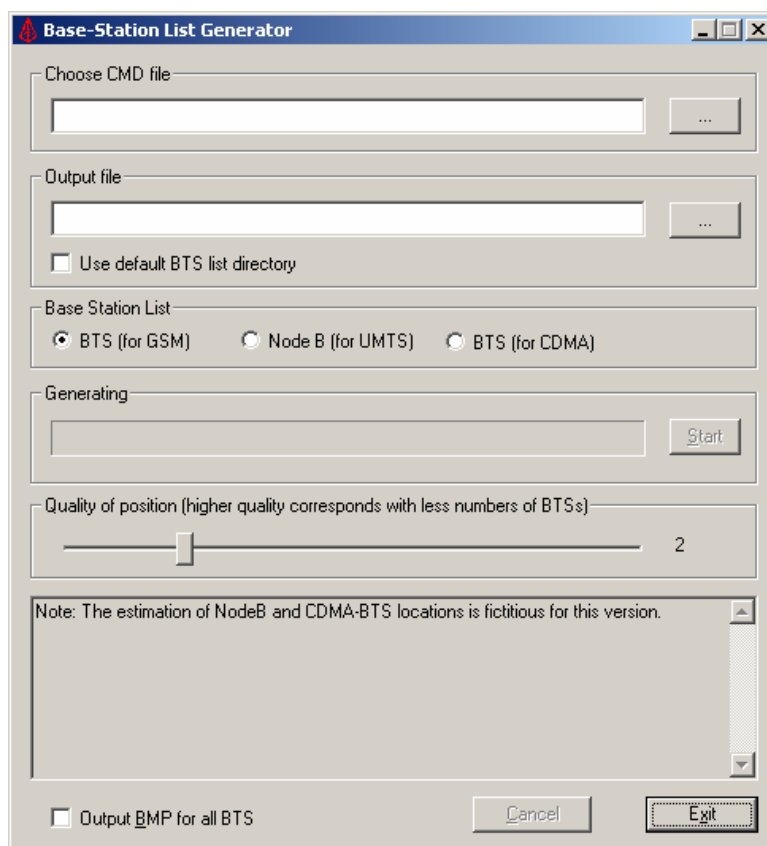 Base-Station List Generator
Choose CMD file
...
Output file
...
Use default BTS list directory
Base Station List
BTS (for GSM) Node B (for UMTS) BTS (for CDMA)
Generating
Start
Quality of position (higher quality corresponds with less numbers of BTSs)
2
Note: The estimation of NodeB and CDMA-BTS locations is fictitious for this version.
Output BMP for all BTS Cancel Exit